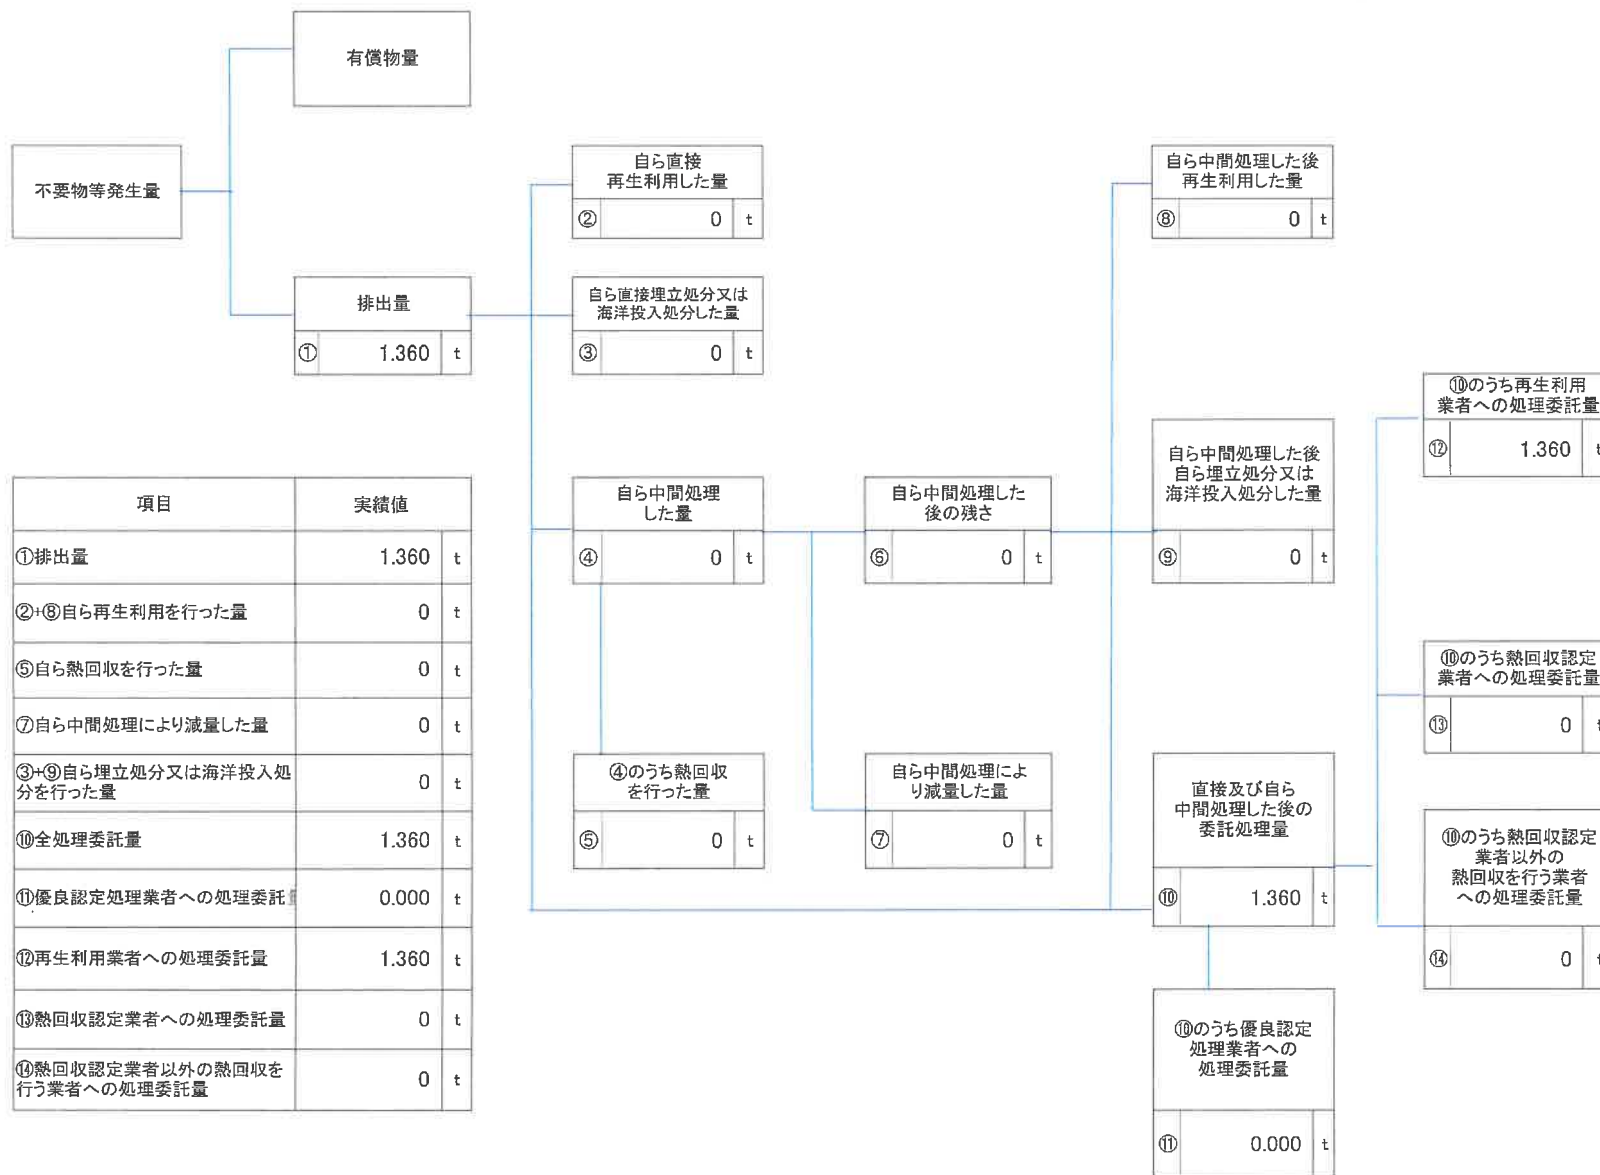 有償物量
不要物等発生量
排出量
① 1.360 t
自ら直接
再生利用した量
② 0 t
自ら直接埋立処分又は
海洋投入処分した量
③ 0 t
自ら中間処理
した量
④ 0 t
④のうち熱回収
を行った量
⑤ 0 t
自ら中間処理した
後の残さ
⑥ 0 t
自ら中間処理によ
り減量した量
⑦ 0 t
自ら中間処理した後
再生利用した量
⑧ 0 t
自ら中間処理した後
自ら埋立処分又は
海洋投入処分した量
⑨ 0 t
直接及び自ら
中間処理した後の
委託処理量
⑩ 1.360 t
⑩のうち優良認定
処理業者への
処理委託量
⑪ 0.000 t
⑩のうち再生利用
業者への処理委託量
⑫ 1.360 t
⑩のうち熱回収認定
業者への処理委託量
⑬ 0 t
⑩のうち熱回収認定
業者以外の
熱回収を行う業者
への処理委託量
⑭ 0 t
項目 実績値
①排出量 1.360 t
②+⑧自ら再生利用を行った量 0 t
⑤自ら熱回収を行った量 0 t
⑦自ら中間処理により減量した量 0 t
③+⑨自ら埋立処分又は海洋投入処
分を行った量 0 t
⑩全処理委託量 1.360 t
⑪優良認定処理業者への処理委託 0.000 t
⑫再生利用業者への処理委託量 1.360 t
⑬熱回収認定業者への処理委託量 0 t
⑭熱回収認定業者以外の熱回収を
行う業者への処理委託量 0 t